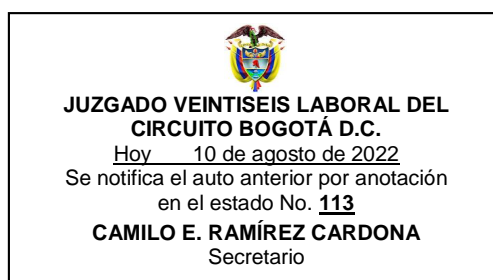 JUZGADO VEINTISEIS LABORAL DEL
CIRCUITO BOGOTÁ D.C.
Hoy 10 de agosto de 2022
Se notifica el auto anterior por anotación
en el estado No. 113
CAMILO E. RAMÍREZ CARDONA
Secretario